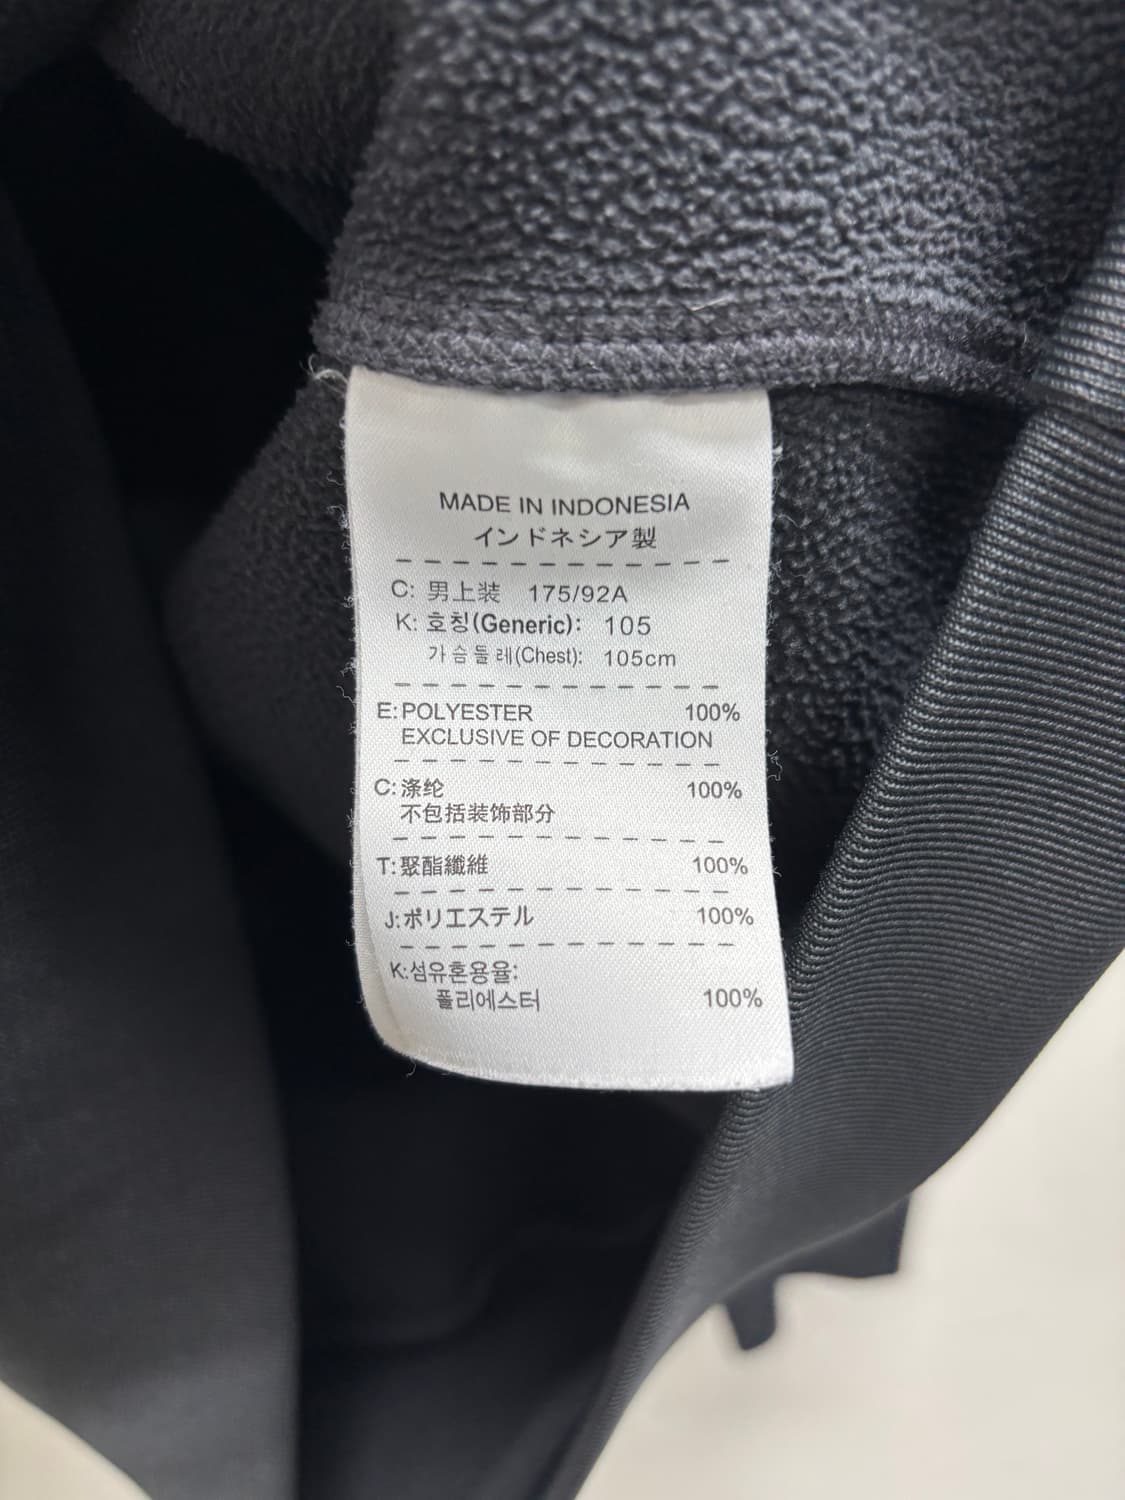 MADE IN INDONESIA
インドネシア製
C: 男上装 175/92A
K: 호칭(Generic): 105
가슴둘레(Chest): 105cm
E: POLYESTER 100%
EXCLUSIVE OF DECORATION
C: 涤纶 100%
不包括装饰部分
T: 聚酯纖維 100%
J: ポリエステル 100%
K: 섬유혼용율:
폴리에스터 100%